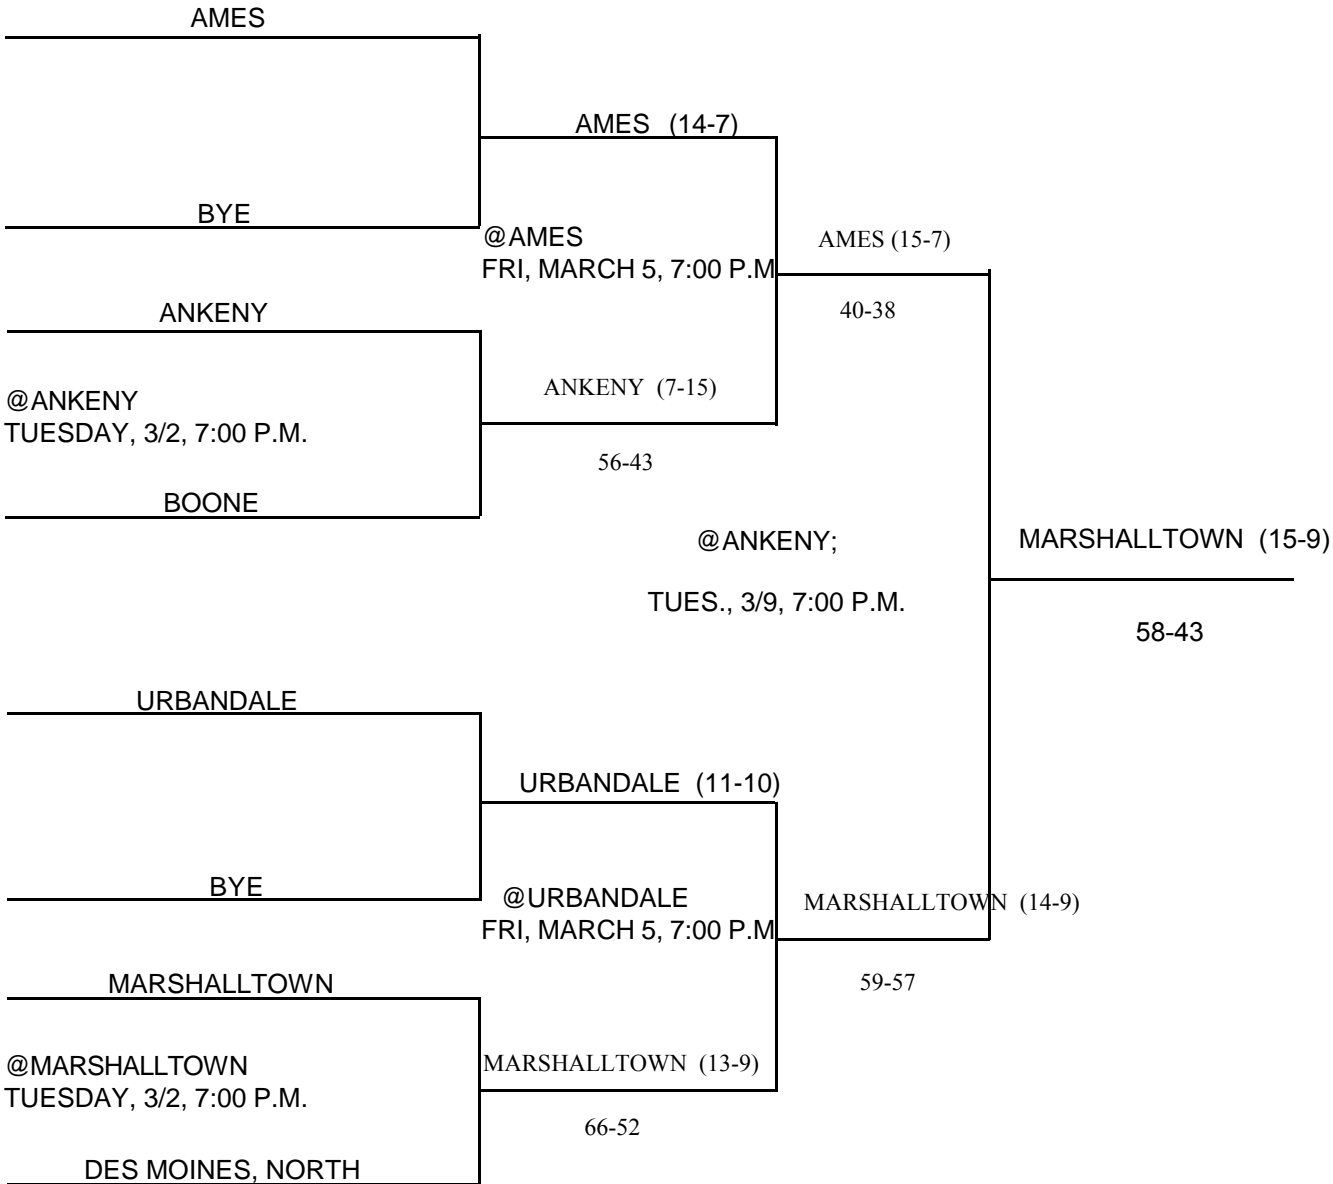 AMES
AMES (14-7)
BYE
@AMES
FRI, MARCH 5, 7:00 P.M
AMES (15-7)
40-38
ANKENY
@ANKENY
TUESDAY, 3/2, 7:00 P.M.
ANKENY (7-15)
56-43
BOONE
@ANKENY;
TUES., 3/9, 7:00 P.M.
MARSHALLTOWN (15-9)
58-43
URBANDALE
URBANDALE (11-10)
BYE
@URBANDALE
FRI, MARCH 5, 7:00 P.M
MARSHALLTOWN (14-9)
59-57
MARSHALLTOWN
@MARSHALLTOWN
TUESDAY, 3/2, 7:00 P.M.
MARSHALLTOWN (13-9)
66-52
DES MOINES, NORTH